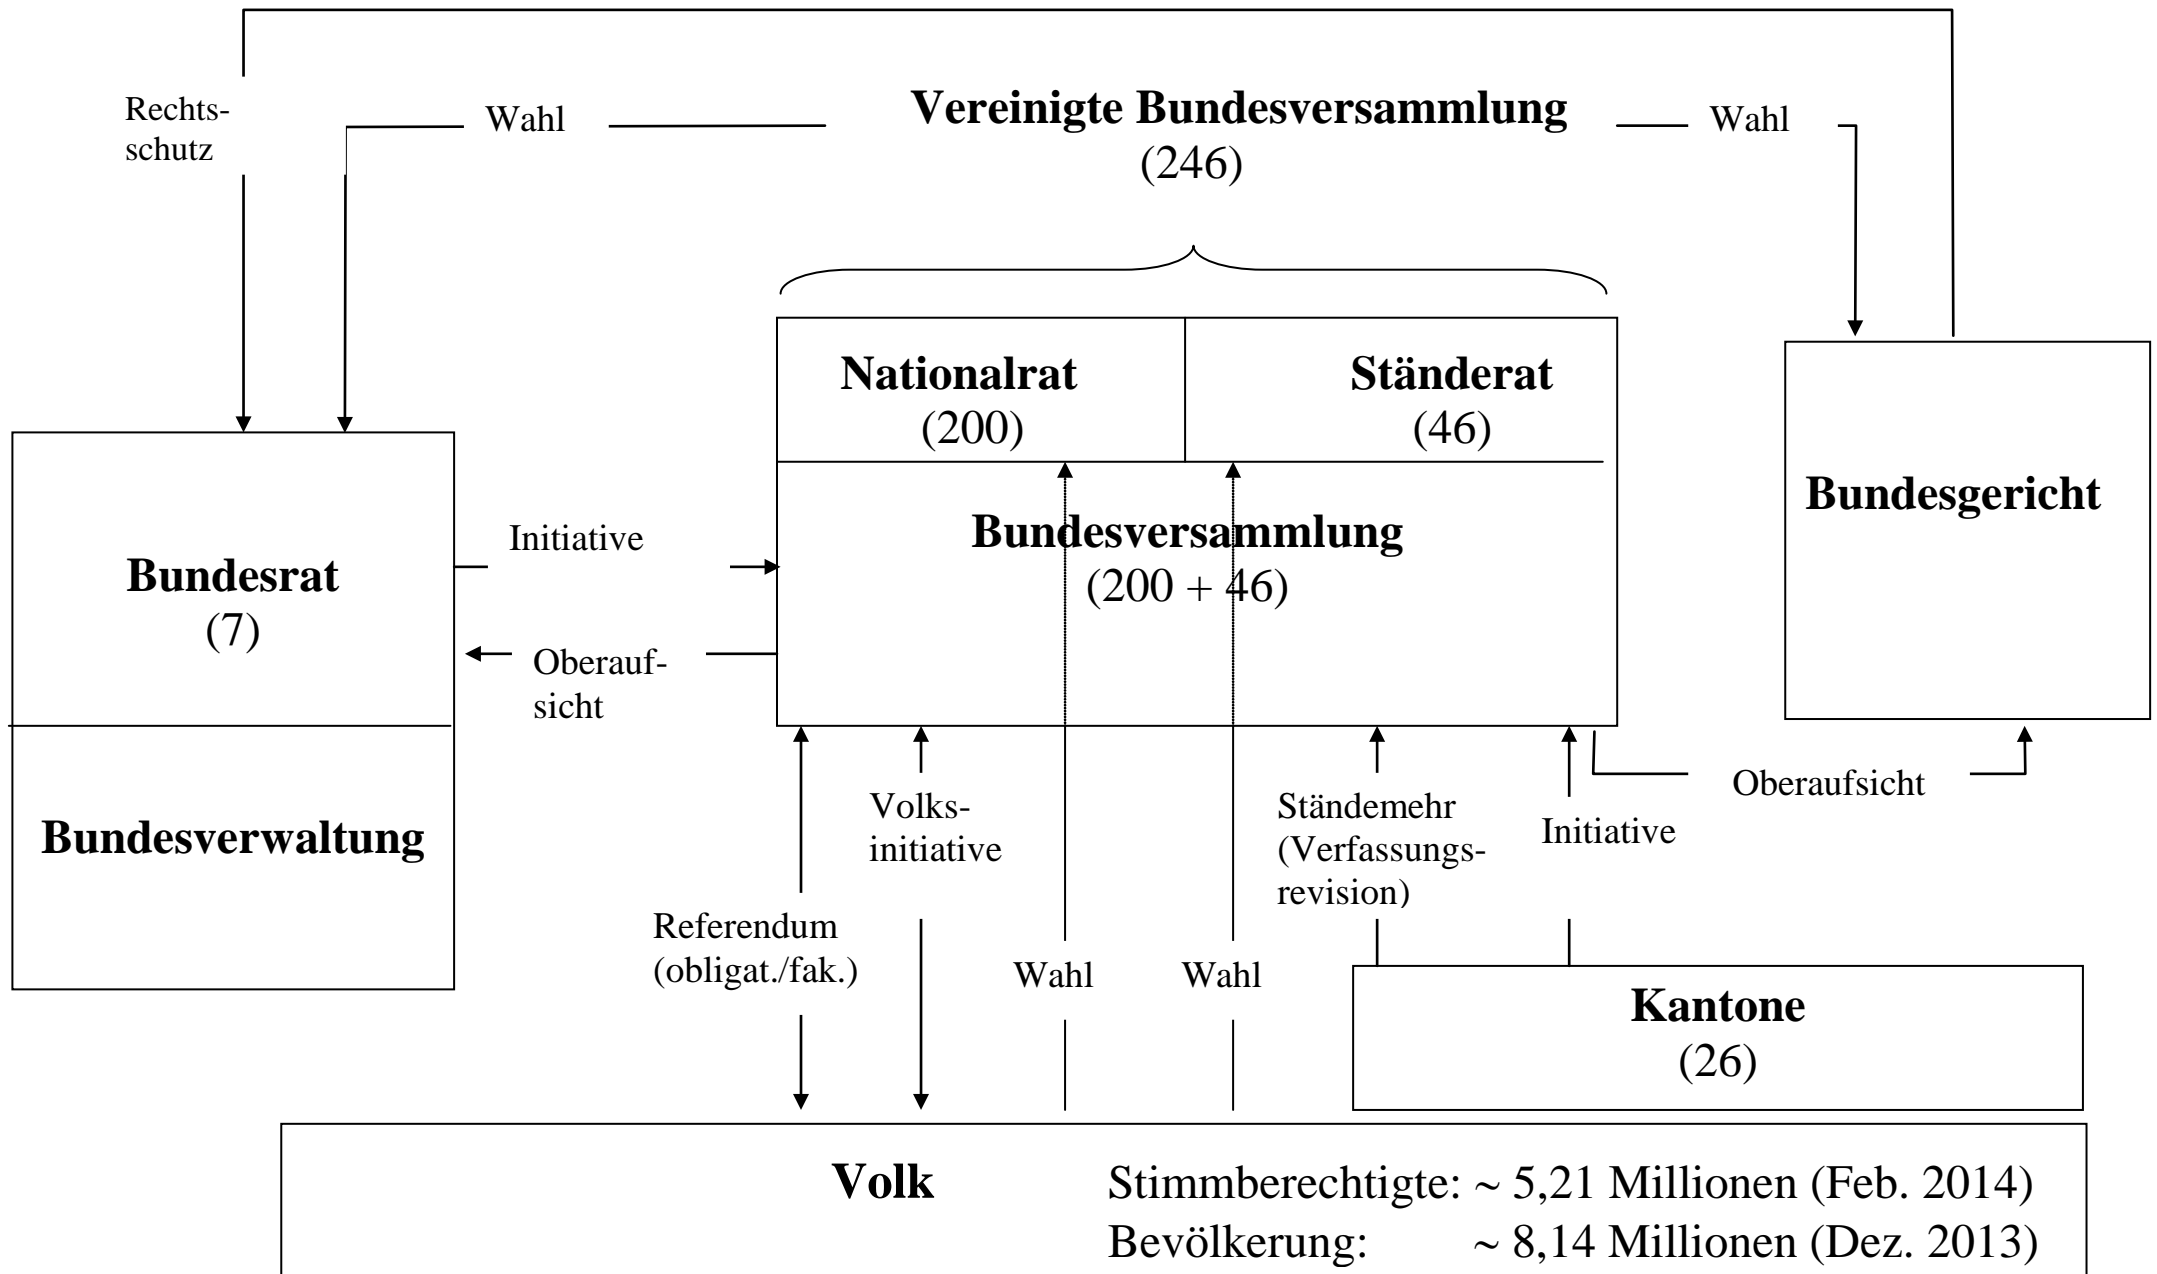 Rechts-
schutz
Wahl
Vereinigte Bundesversammlung
(246)
Wahl
Nationalrat
(200)
Ständerat
(46)
Bundesgericht
Bundesversammlung
(200 + 46)
Initiative
Bundesrat
(7)
Oberauf-
sicht
Bundesverwaltung
Volks-
initiative
Ständemehr
(Verfassungs-
revision)
Initiative
Oberaufsicht
Referendum
(obligat./fak.)
Wahl
Wahl
Kantone
(26)
Volk
Stimmberechtigte: ~ 5,21 Millionen (Feb. 2014)
Bevölkerung: ~ 8,14 Millionen (Dez. 2013)